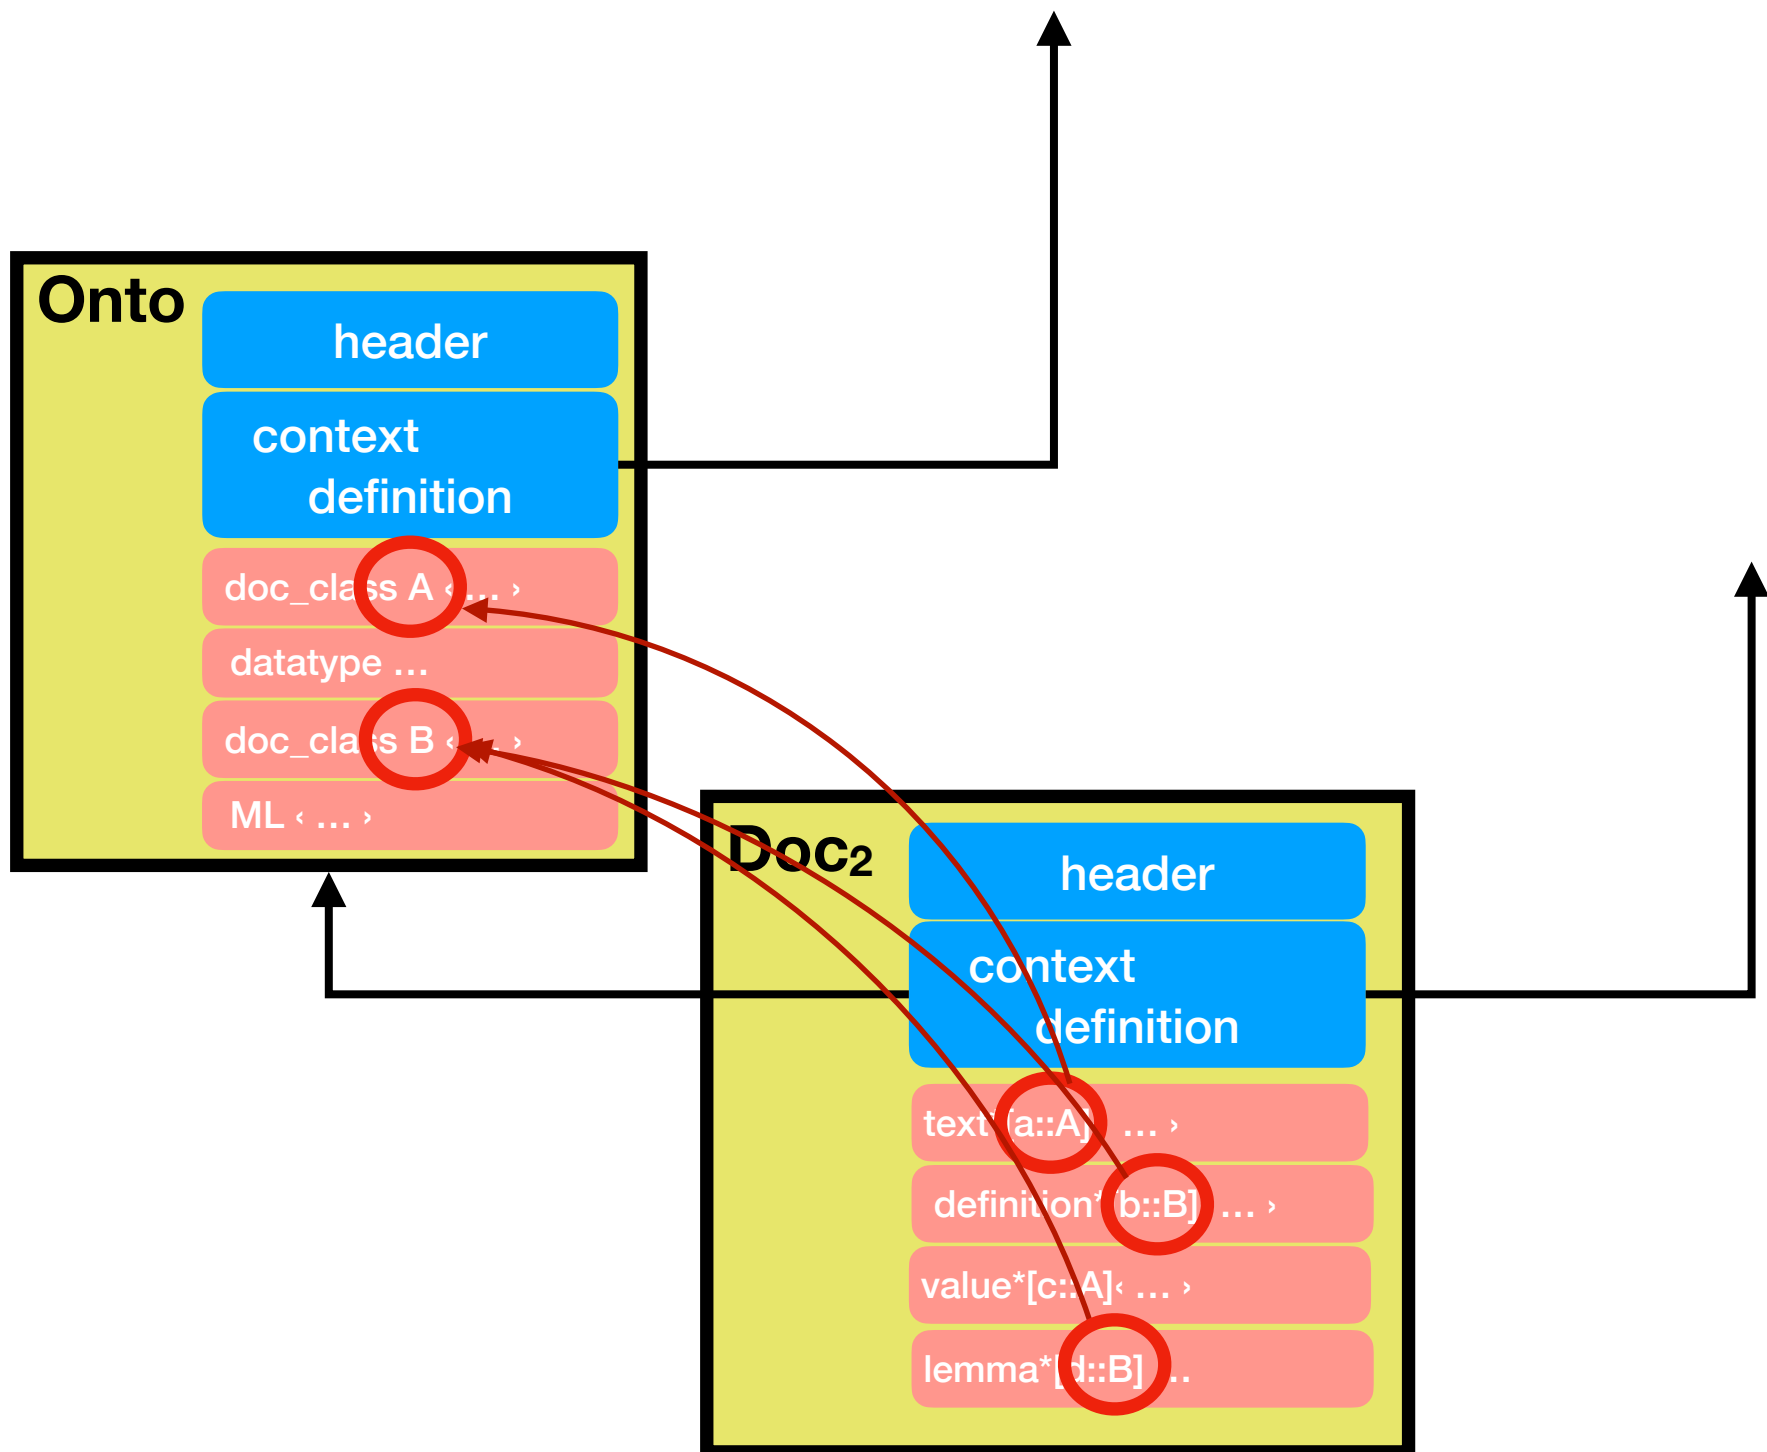 Onto
header
context
definition
doc_class A ‹ … ›
datatype …
doc_class B ‹ … ›
ML ‹ … ›
Doc₂
header
context
definition
text*[a::A]‹ … ›
definition*[b::B]‹ … ›
value*[c::A]‹ … ›
lemma*[d::B] …